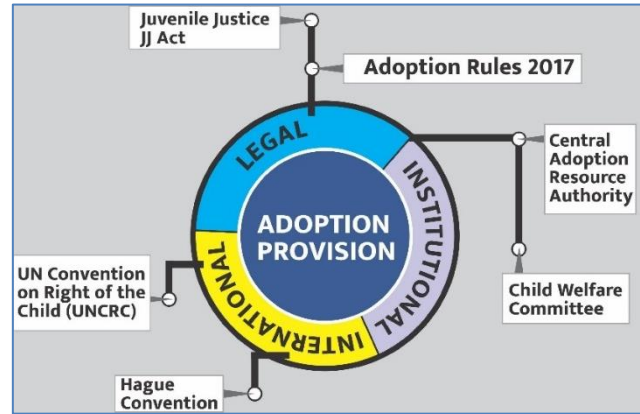 Juvenile Justice
JJ Act
Adoption Rules 2017
LEGAL
INSTITUTIONAL
INTERNATIONAL
ADOPTION
PROVISION
Central
Adoption
Resource
Authority
Child Welfare
Committee
UN Convention
on Right of the
Child (UNCRC)
Hague
Convention